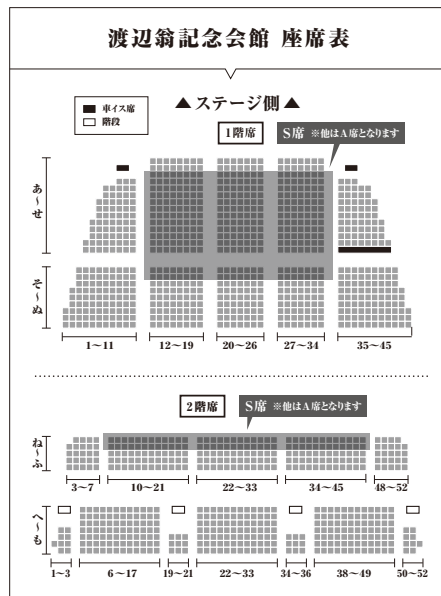 渡辺翁記念会館 座席表
車イス席
階段
▲ステージ側▲
1階席
S席 ※他はA席となります
あ〜せ
そ〜ぬ
1〜11
12〜19
20〜26
27〜34
35〜45
2階席
S席 ※他はA席となります
ね〜ふ
3〜7
10〜21
22〜33
34〜45
48〜52
へ〜も
1〜3
6〜17
19〜21
22〜33
34〜36
38〜49
50〜52